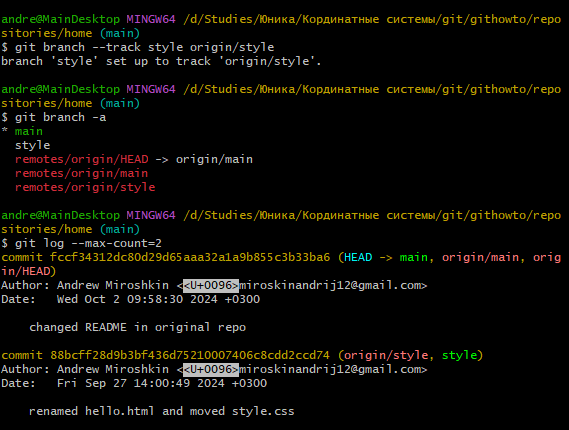 andre@MainDesktop MINGW64 /d/Studies/Юника/Кординатные системы/git/githowto/repo
sitories/home (main)
$ git branch --track style origin/style
branch 'style' set up to track 'origin/style'.

andre@MainDesktop MINGW64 /d/Studies/Юника/Кординатные системы/git/githowto/repo
sitories/home (main)
$ git branch -a
* main
  style
  remotes/origin/HEAD -> origin/main
  remotes/origin/main
  remotes/origin/style

andre@MainDesktop MINGW64 /d/Studies/Юника/Кординатные системы/git/githowto/repo
sitories/home (main)
$ git log --max-count=2
commit fccf34312dc80d29d65aaa32a1a9b855c3b33ba6 (HEAD -> main, origin/main, orig
in/HEAD)
Author: Andrew Miroshkin <<U+0096>miroskinandrij12@gmail.com>
Date:   Wed Oct 2 09:58:30 2024 +0300

    changed README in original repo

commit 88bcff28d9b3bf436d75210007406c8cdd2ccd74 (origin/style, style)
Author: Andrew Miroshkin <<U+0096>miroskinandrij12@gmail.com>
Date:   Fri Sep 27 14:00:49 2024 +0300

    renamed hello.html and moved style.css